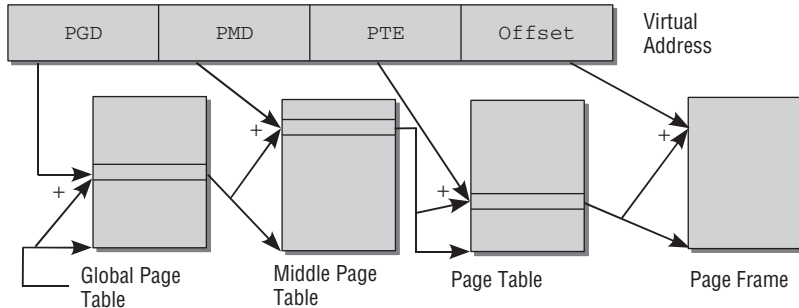 PGD PMD PTE Offset
Virtual
Address
+
+
+
+
Global Page
Table
Middle Page
Table
Page Table
Page Frame